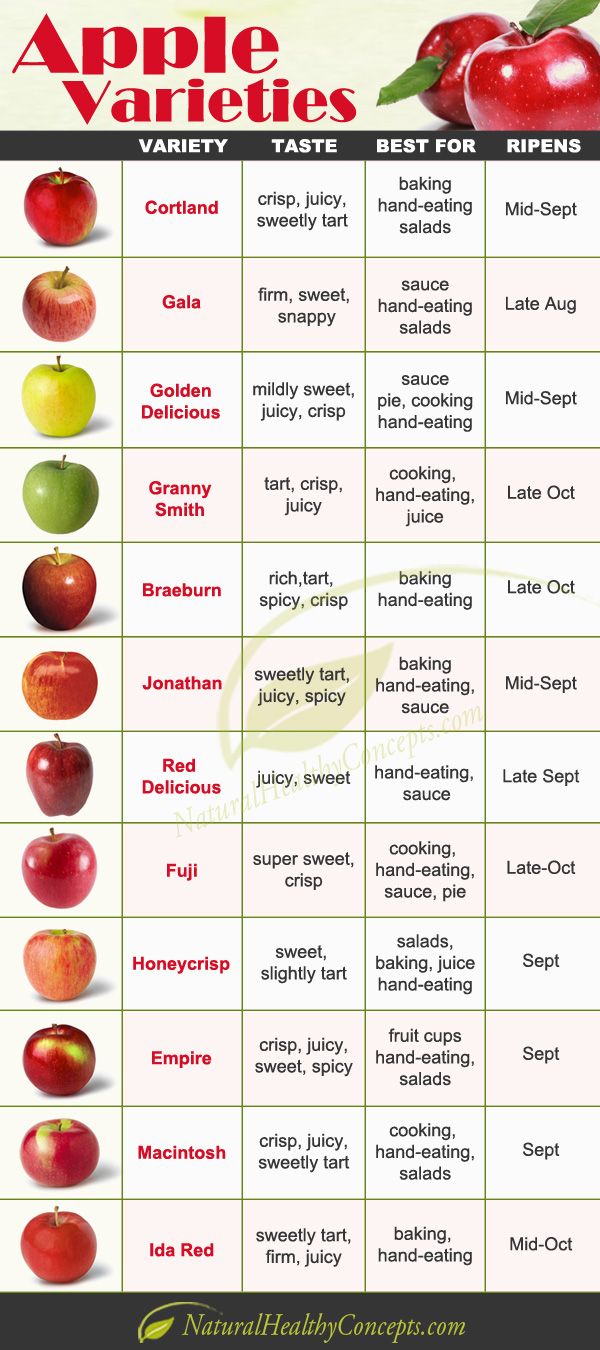 Apple
Varieties
VARIETY TASTE BEST FOR RIPENS
Cortland
crisp, juicy,
sweetly tart
baking
hand-eating
salads
Mid-Sept
Gala
firm, sweet,
snappy
sauce
hand-eating
salads
Late Aug
Golden
Delicious
mildly sweet,
juicy, crisp
sauce
pie, cooking
hand-eating
Mid-Sept
Granny
Smith
tart, crisp,
juicy
cooking,
hand-eating,
juice
Late Oct
Braeburn
rich,tart,
spicy, crisp
baking
hand-eating
Late Oct
Jonathan
sweetly tart,
juicy, spicy
baking
hand-eating,
sauce
Mid-Sept
Red
Delicious
juicy, sweet
hand-eating,
sauce
Late Sept
NaturalHealthyConcepts.com
Fuji
super sweet,
crisp
cooking,
hand-eating,
sauce, pie
Late-Oct
Honeycrisp
sweet,
slightly tart
salads,
baking, juice
hand-eating
Sept
Empire
crisp, juicy,
sweet, spicy
fruit cups
hand-eating,
salads
Sept
Macintosh
crisp, juicy,
sweetly tart
cooking,
hand-eating,
salads
Sept
Ida Red
sweetly tart,
firm, juicy
baking,
hand-eating
Mid-Oct
NaturalHealthyConcepts.com